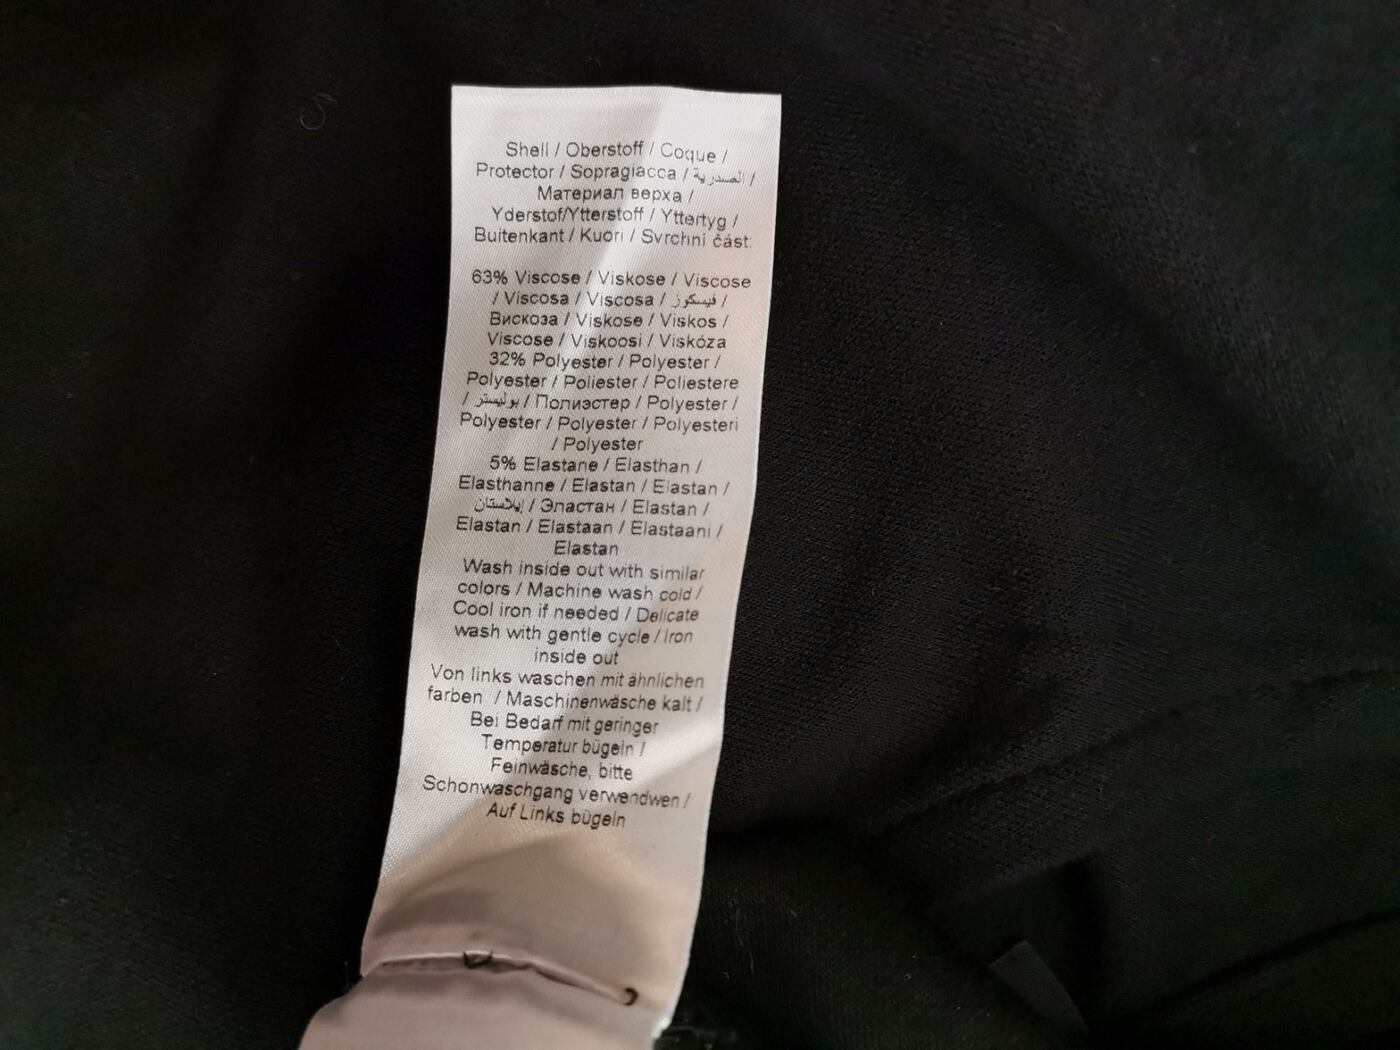 Shell / Oberstoff / Coque /
Protector / Sopragiacca / الصدرية /
Материал верха /
Yderstof/Ytterstoff / Yttertyg /
Buitenkant / Kuori / Svrchní část:
63% Viscose / Viskose / Viscose
/ Viscosa / Viscosa / فيسكوز /
Вискоза / Viskose / Viskos /
Viscose / Viskoosi / Viskóza
32% Polyester / Polyester /
Polyester / Poliester / Poliestere
/ بوليستر / Полиэстер / Polyester /
Polyester / Polyester / Polyesteri
/ Polyester
5% Elastane / Elasthan /
Elasthanne / Elastan / Elastan /
إيلاستان / Эластан / Elastan /
Elastan / Elastaan / Elastaani /
Elastan
Wash inside out with similar
colors / Machine wash cold /
Cool iron if needed / Delicate
wash with gentle cycle / Iron
inside out
Von links waschen mit ähnlichen
farben / Maschinenwäsche kalt /
Bei Bedarf mit geringer
Temperatur bügeln /
Feinwäsche, bitte
Schonwaschgang verwendwen /
Auf Links bügeln